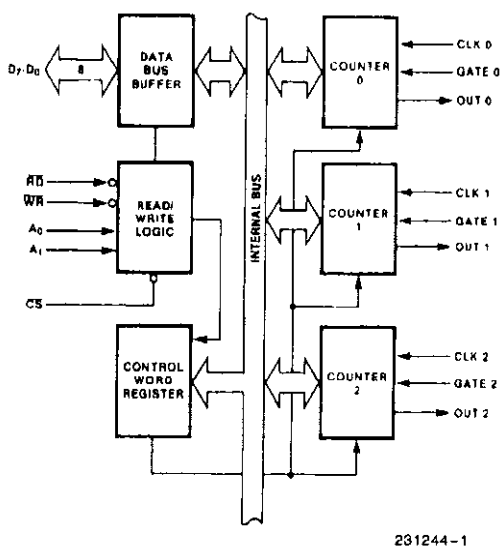 D7-D0
8
DATA
BUS
BUFFER
RD
WR
A0
A1
CS
READ/
WRITE
LOGIC
CONTROL
WORD
REGISTER
INTERNAL BUS
COUNTER
0
CLK 0
GATE 0
OUT 0
COUNTER
1
CLK 1
GATE 1
OUT 1
COUNTER
2
CLK 2
GATE 2
OUT 2
231244-1